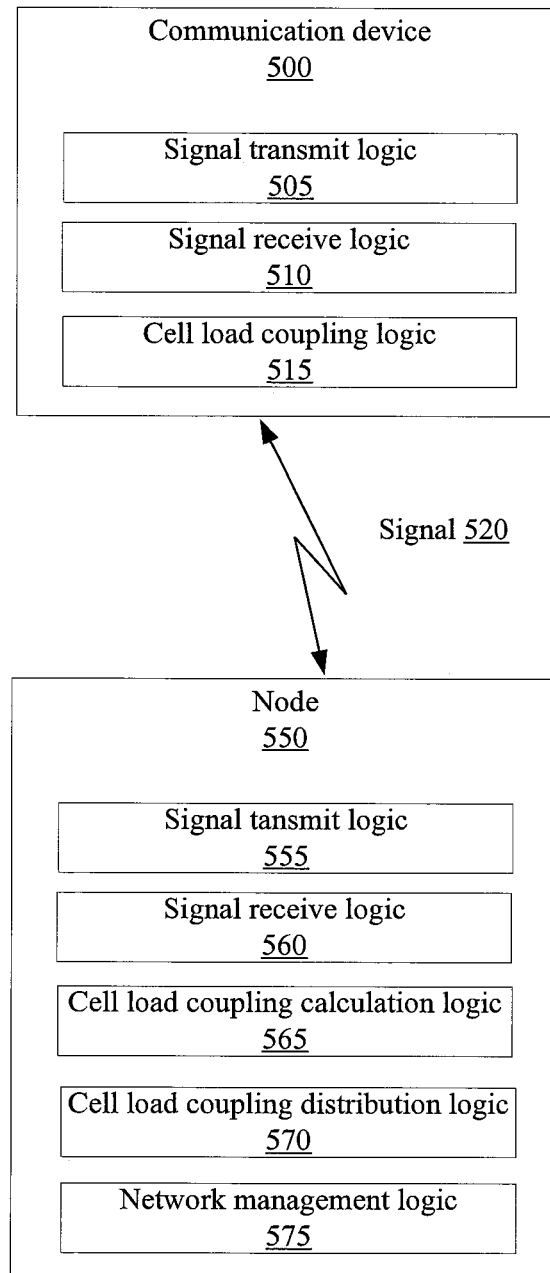 Communication device
500
Signal transmit logic
505
Signal receive logic
510
Cell load coupling logic
515
Signal 520
Node
550
Signal tansmit logic
555
Signal receive logic
560
Cell load coupling calculation logic
565
Cell load coupling distribution logic
570
Network management logic
575